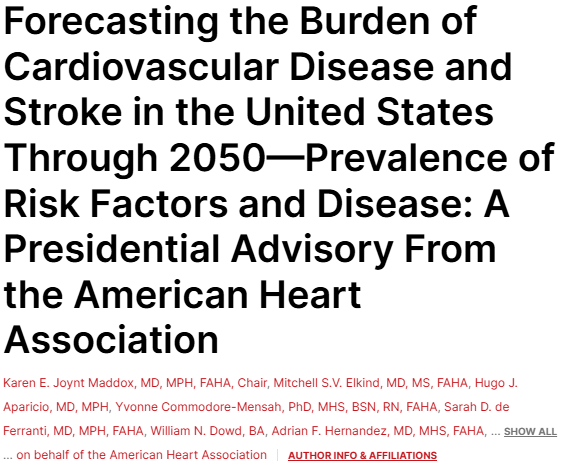 Forecasting the Burden of
Cardiovascular Disease and
Stroke in the United States
Through 2050—Prevalence of
Risk Factors and Disease: A
Presidential Advisory From
the American Heart
Association
Karen E. Joynt Maddox, MD, MPH, FAHA, Chair, Mitchell S.V. Elkind, MD, MS, FAHA, Hugo J.
Aparicio, MD, MPH, Yvonne Commodore-Mensah, PhD, MHS, BSN, RN, FAHA, Sarah D. de
Ferranti, MD, MPH, FAHA, William N. Dowd, BA, Adrian F. Hernandez, MD, MHS, FAHA, ... SHOW ALL
... on behalf of the American Heart Association | AUTHOR INFO & AFFILIATIONS